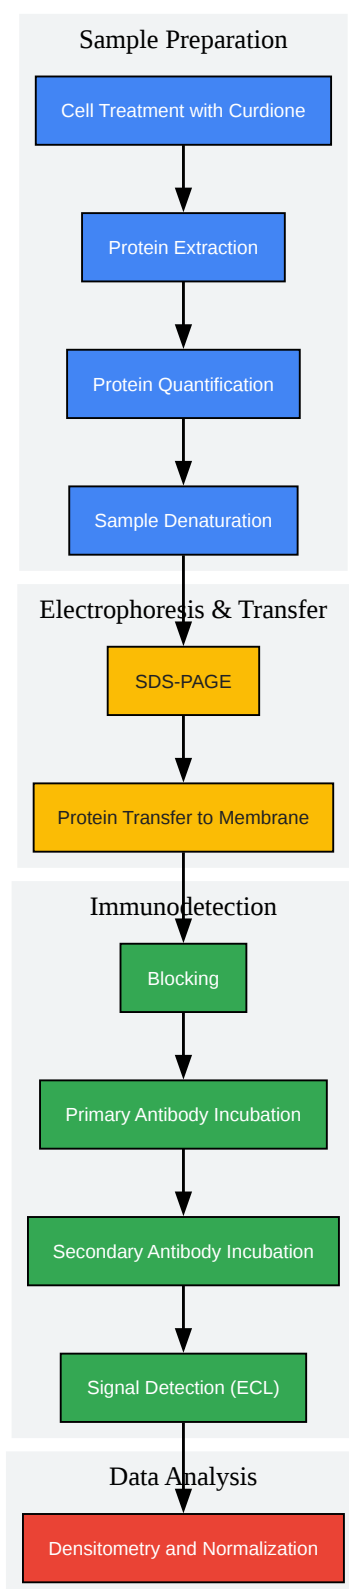 Sample Preparation
Cell Treatment with Curdione
Protein Extraction
Protein Quantification
Sample Denaturation
Electrophoresis & Transfer
SDS-PAGE
Protein Transfer to Membrane
Immunodetection
Blocking
Primary Antibody Incubation
Secondary Antibody Incubation
Signal Detection (ECL)
Data Analysis
Densitometry and Normalization